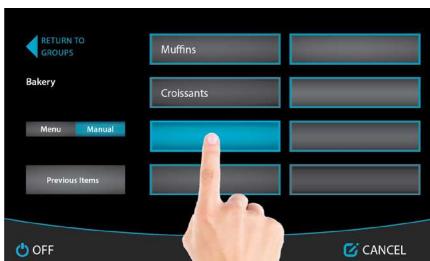 RETURN TO
GROUPS
Muffins
Bakery
Croissants
Menu Manual
Previous Items
OFF
CANCEL